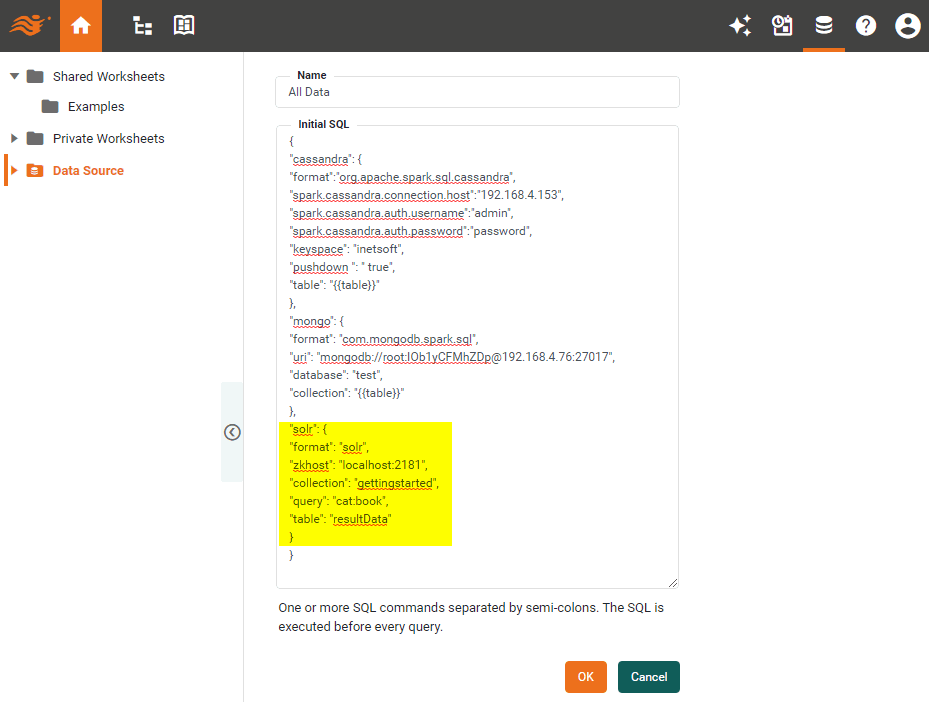 Shared Worksheets
Examples
Private Worksheets
Data Source
Name
All Data
Initial SQL
{
"cassandra": {
"format":"org.apache.spark.sql.cassandra",
"spark.cassandra.connection.host":"192.168.4.153",
"spark.cassandra.auth.username":"admin",
"spark.cassandra.auth.password":"password",
"keyspace": "inetsoft",
"pushdown ": " true",
"table": "{{table}}"
},
"mongo": {
"format": "com.mongodb.spark.sql",
"uri": "mongodb://root:IOb1yCFMhZDp@192.168.4.76:27017",
"database": "test",
"collection": "{{table}}"
},
"solr": {
"format": "solr",
"zkhost": "localhost:2181",
"collection": "gettingstarted",
"query": "cat:book",
"table": "resultData"
}
}
One or more SQL commands separated by semi-colons. The SQL is
executed before every query.
OK
Cancel